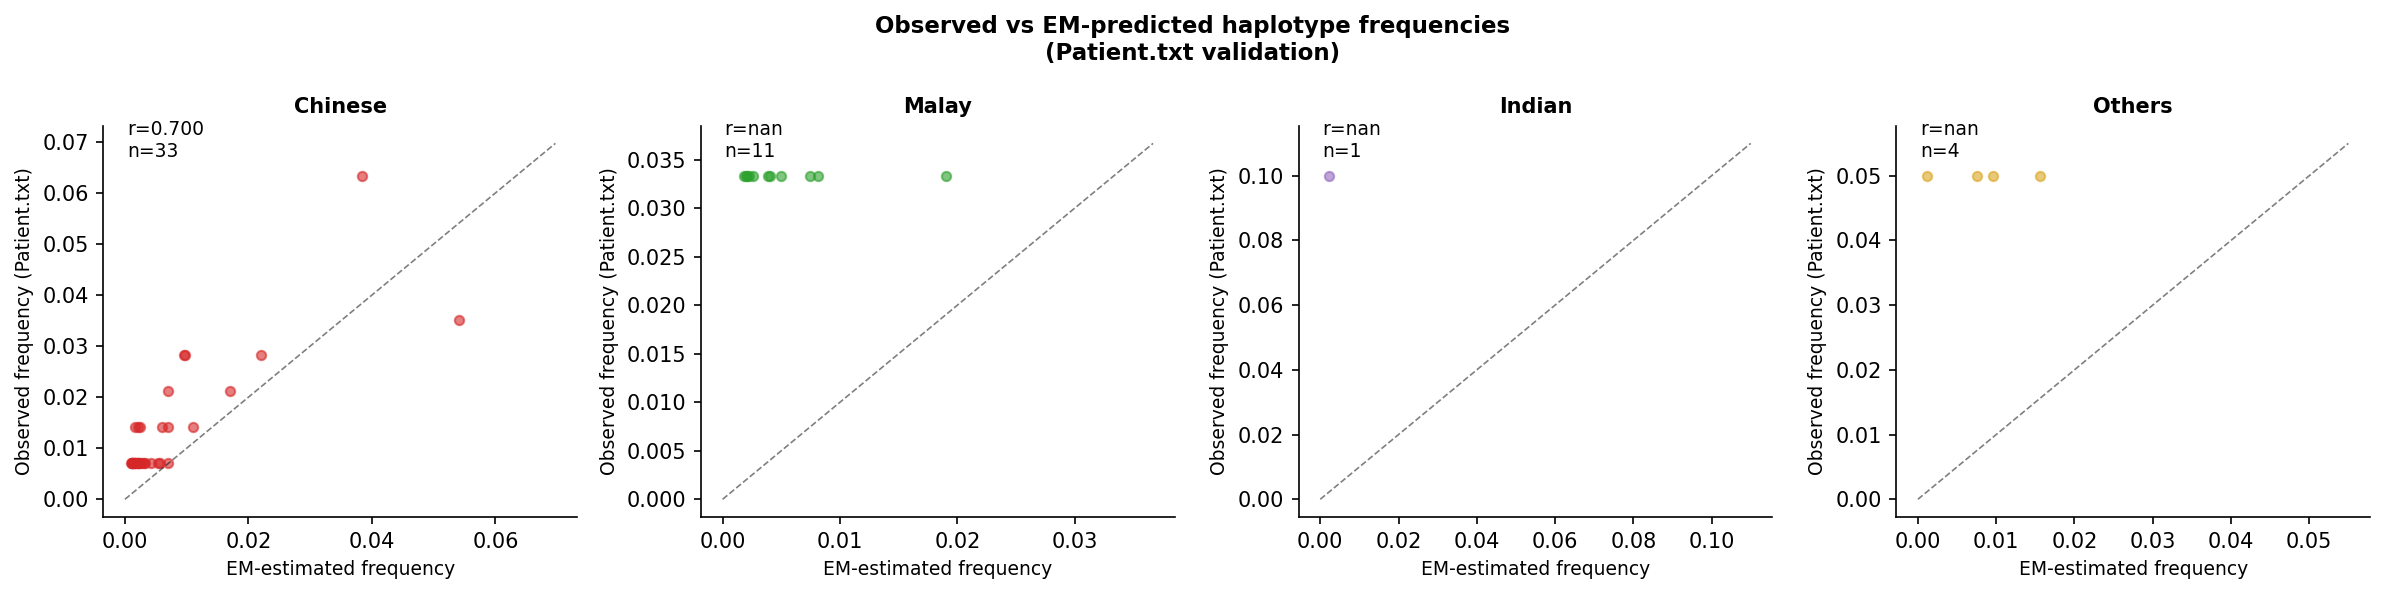 Observed vs EM-predicted haplotype frequencies
(Patient.txt validation)
Chinese
r=0.700
n=33
Observed frequency (Patient.txt)
0.07
0.06
0.05
0.04
0.03
0.02
0.01
0.00
0.00 0.02 0.04 0.06
EM-estimated frequency
Malay
r=nan
n=11
Observed frequency (Patient.txt)
0.035
0.030
0.025
0.020
0.015
0.010
0.005
0.000
0.00 0.01 0.02 0.03
EM-estimated frequency
Indian
r=nan
n=1
Observed frequency (Patient.txt)
0.10
0.08
0.06
0.04
0.02
0.00
0.00 0.02 0.04 0.06 0.08 0.10
EM-estimated frequency
Others
r=nan
n=4
Observed frequency (Patient.txt)
0.05
0.04
0.03
0.02
0.01
0.00
0.00 0.01 0.02 0.03 0.04 0.05
EM-estimated frequency